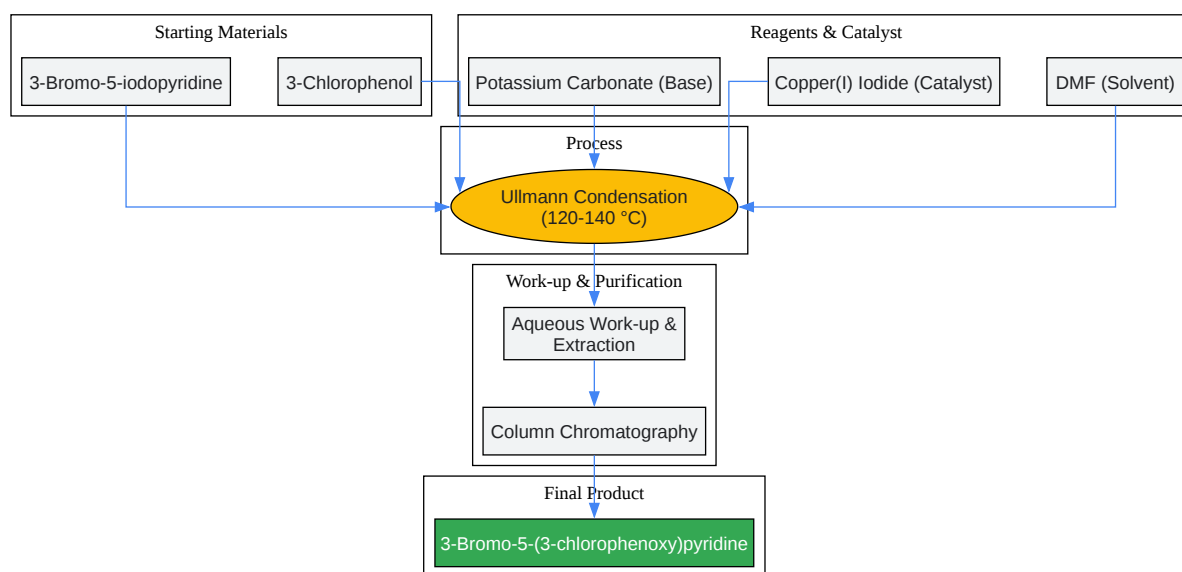 Starting Materials
3-Bromo-5-iodopyridine
3-Chlorophenol
Reagents & Catalyst
Potassium Carbonate (Base)
Copper(I) Iodide (Catalyst)
DMF (Solvent)
Process
Ullmann Condensation
(120-140 °C)
Work-up & Purification
Aqueous Work-up &
Extraction
Column Chromatography
Final Product
3-Bromo-5-(3-chlorophenoxy)pyridine